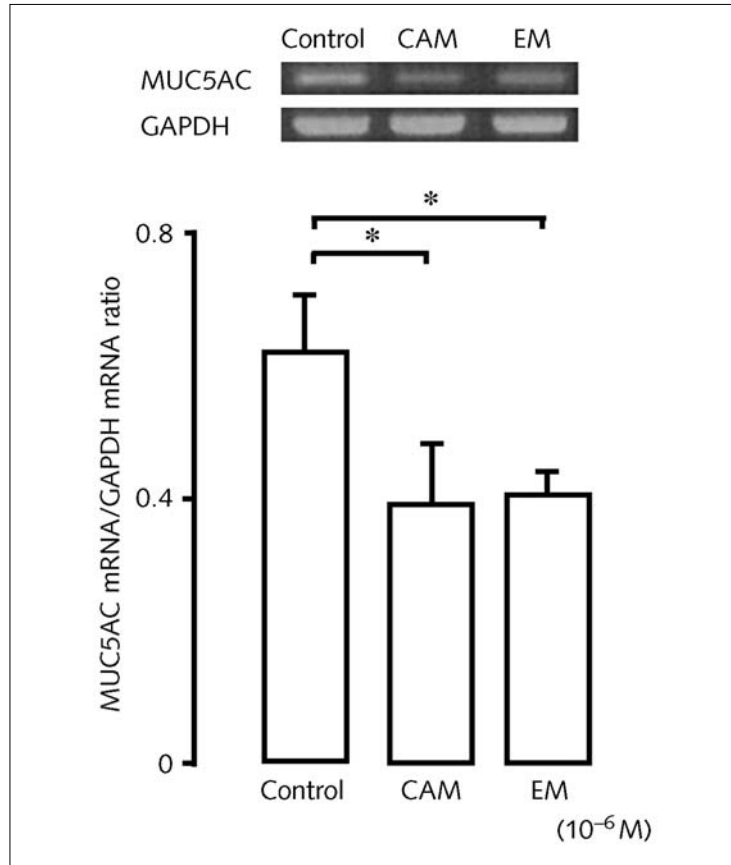 Control CAM EM
MUC5AC
GAPDH
* 
*
0.8
MUC5AC mRNA/GAPDH mRNA ratio
0.4
0
Control CAM EM
(10⁻⁶ M)